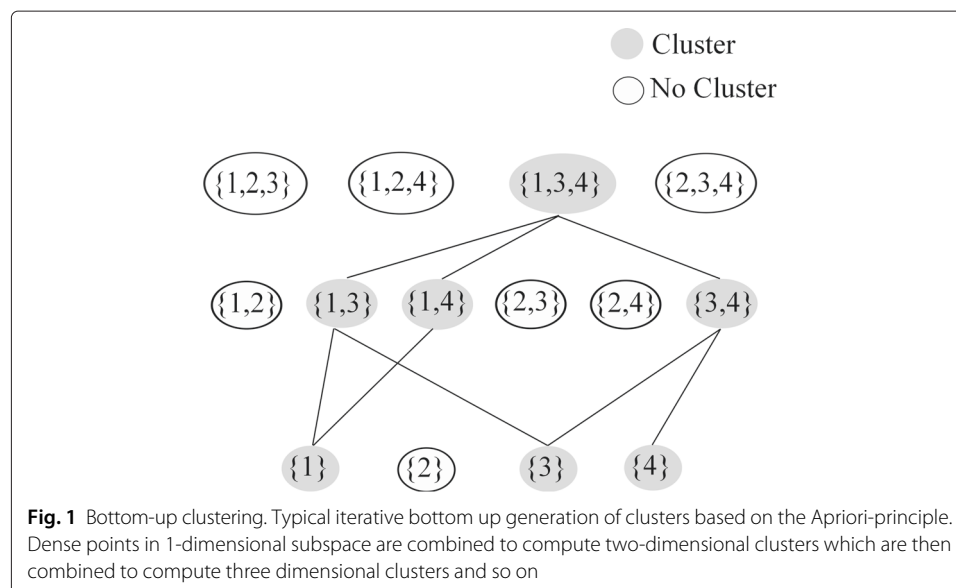 Cluster
No Cluster
{1,2,3} {1,2,4} {1,3,4} {2,3,4}
{1,2} {1,3} {1,4} {2,3} {2,4} {3,4}
{1} {2} {3} {4}
Fig. 1 Bottom-up clustering. Typical iterative bottom up generation of clusters based on the Apriori-principle.
Dense points in 1-dimensional subspace are combined to compute two-dimensional clusters which are then
combined to compute three dimensional clusters and so on